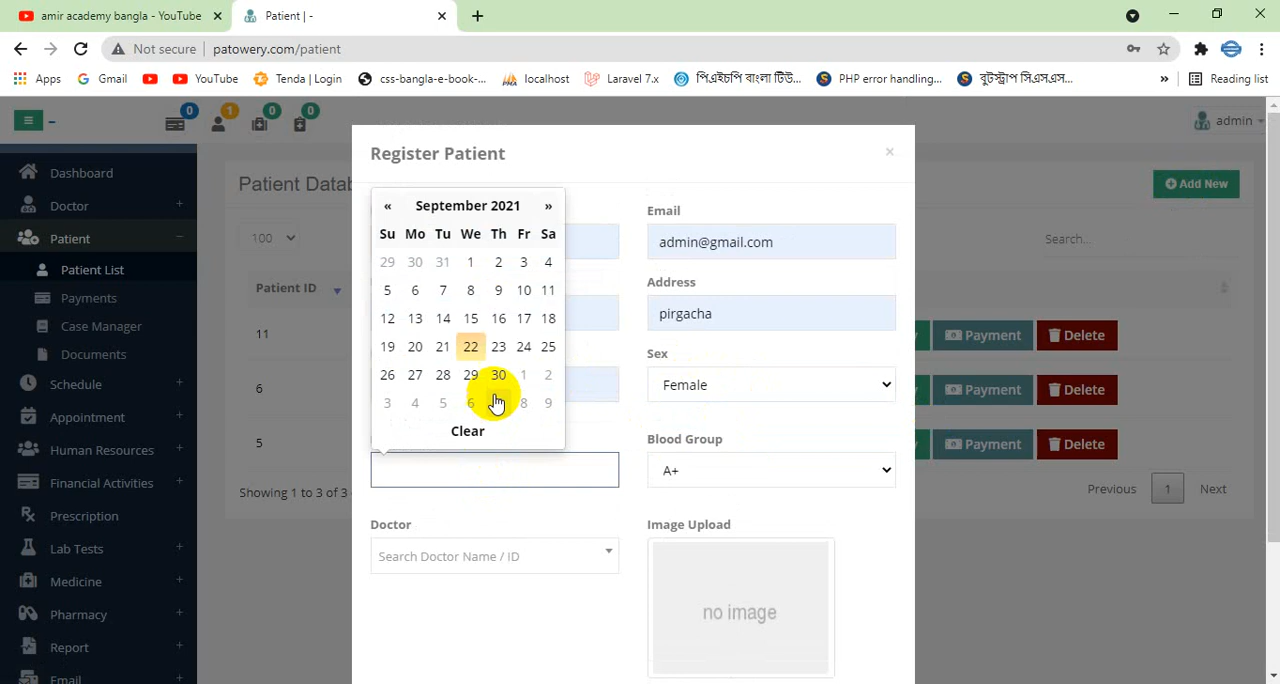 amir academy bangla - YouTube
Patient | -
Not secure patowery.com/patient
Apps Gmail YouTube Tenda | Login css-bangla-e-book-... localhost Laravel 7.x পিএইচপি বাংলা টিউ... PHP error handling... বুটস্ট্রাপ সিএসএস... » Reading list
0 1 0 0 admin
Register Patient ×
Patient Datab Add New
100 Search...
Patient ID
11
Payment Delete
6
Payment Delete
5
Payment Delete
Showing 1 to 3 of 3
Previous 1 Next
Dashboard
Doctor +
Patient −
Patient List
Payments
Case Manager
Documents
Schedule +
Appointment +
Human Resources +
Financial Activities +
Prescription
Lab Tests +
Medicine +
Pharmacy +
Report +
Email
« September 2021 »
Su Mo Tu We Th Fr Sa
29 30 31 1 2 3 4
5 6 7 8 9 10 11
12 13 14 15 16 17 18
19 20 21 22 23 24 25
26 27 28 29 30 1 2
3 4 5 6 8 9
Clear
Email
admin@gmail.com
Address
pirgacha
Sex
Female
Blood Group
A+
Doctor
Search Doctor Name / ID
Image Upload
no image